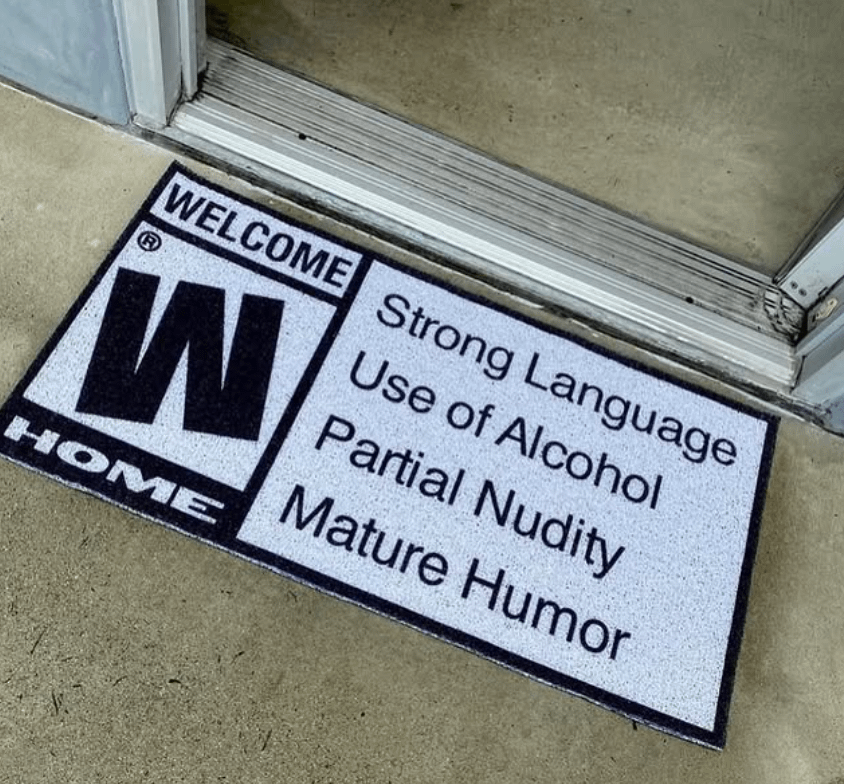 WELCOME
®
W
HOME
Strong Language
Use of Alcohol
Partial Nudity
Mature Humor